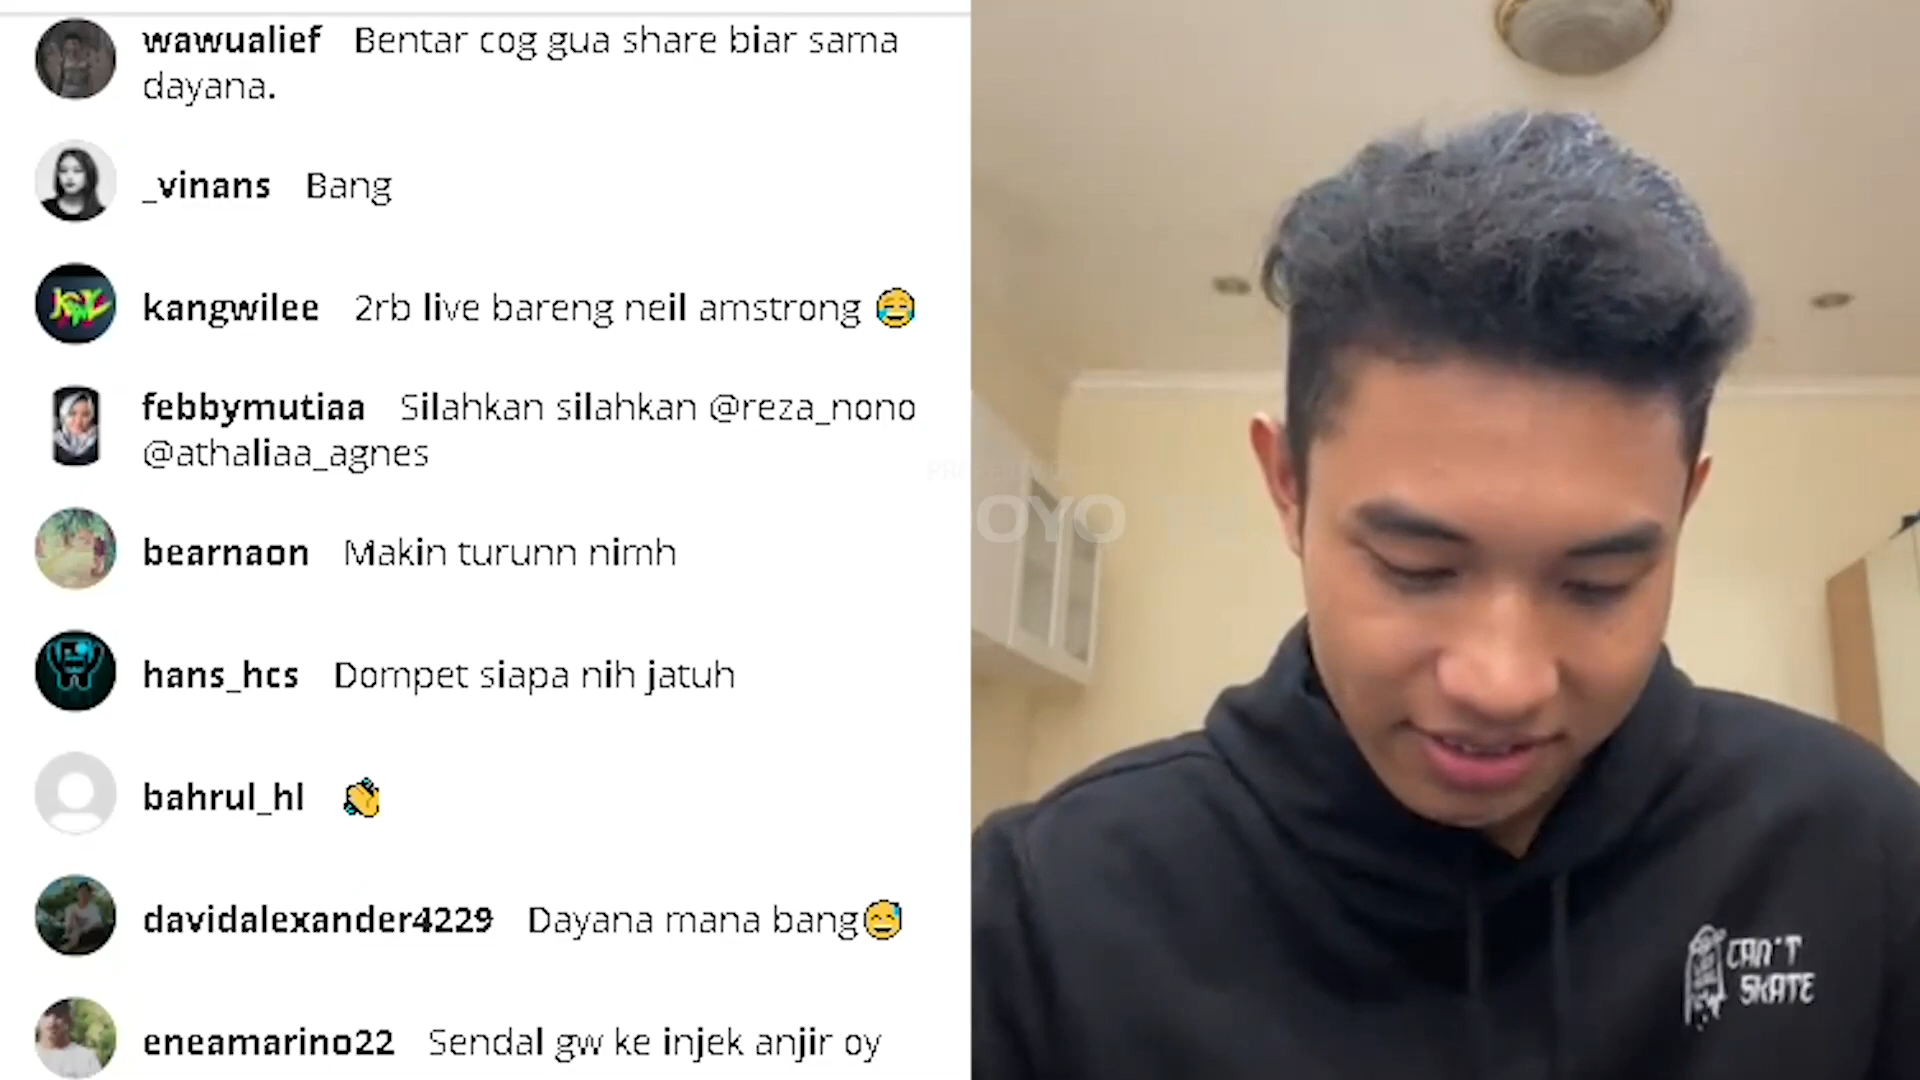 wawualief Bentar cog gua share biar sama
dayana.
_vinans Bang
kangwilee 2rb live bareng neil amstrong 😂
febbymutiaa Silahkan silahkan @reza_nono
@athaliaa_agnes
bearnaon Makin turunn nimh
hans_hcs Dompet siapa nih jatuh
bahrul_hl 👏
davidalexander4229 Dayana mana bang😅
eneamarino22 Sendal gw ke injek anjir oy
OYO
CAN'T
SKATE